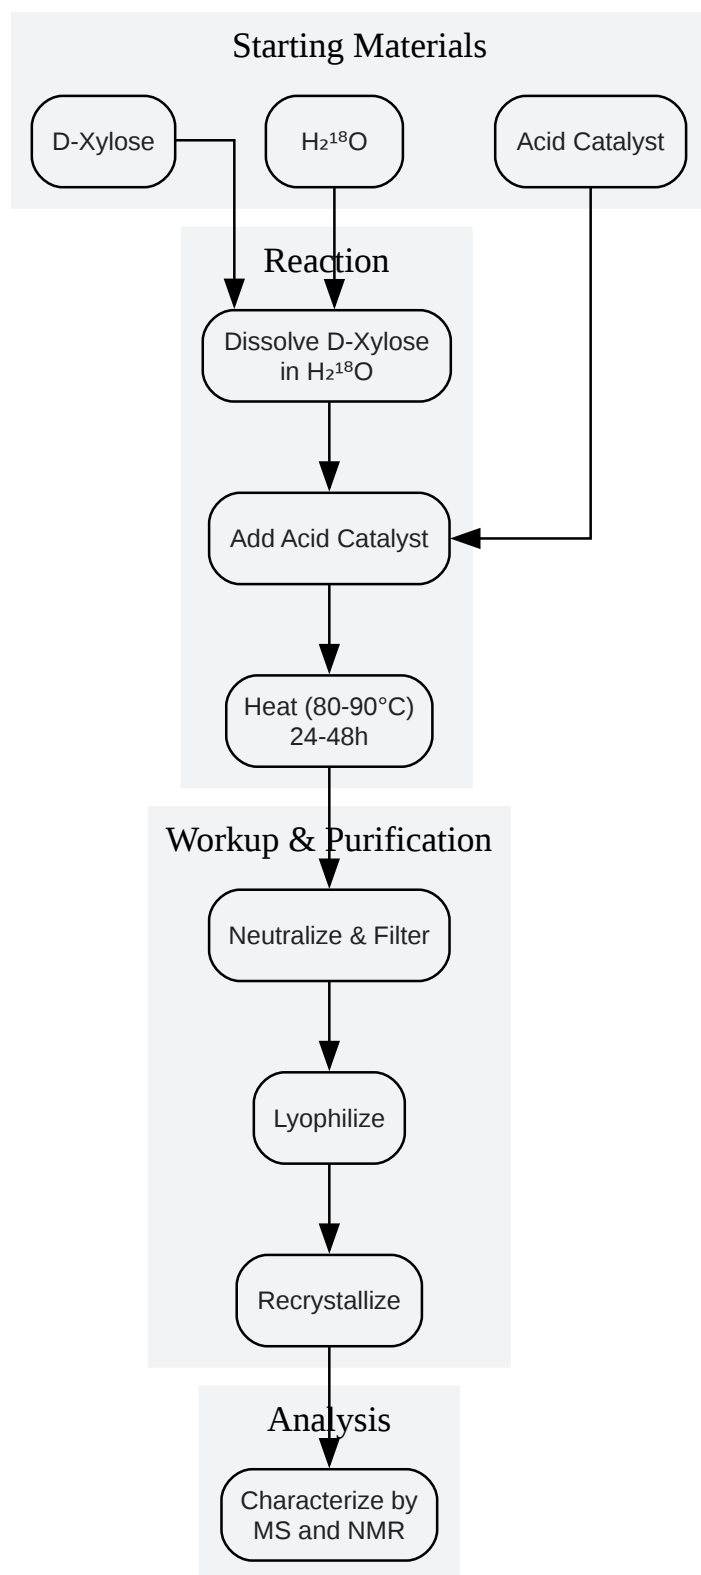 Starting Materials
D-Xylose
H₂¹⁸O
Acid Catalyst
Reaction
Dissolve D-Xylose
in H₂¹⁸O
Add Acid Catalyst
Heat (80-90°C)
24-48h
Workup & Purification
Neutralize & Filter
Lyophilize
Recrystallize
Analysis
Characterize by
MS and NMR